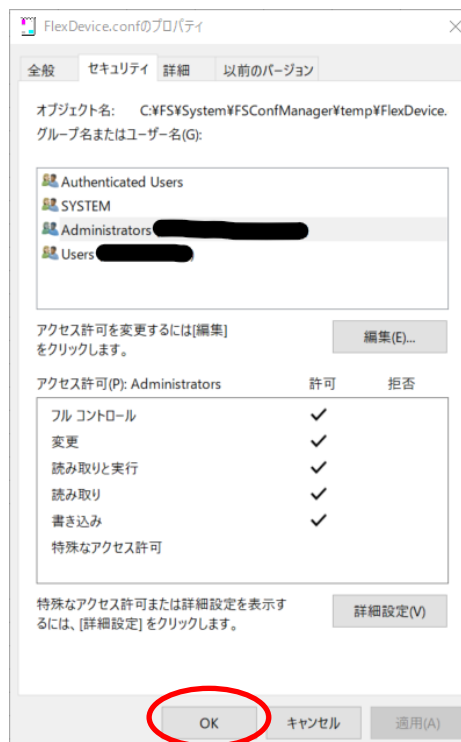 FlexDevice.confのプロパティ
全般 セキュリティ 詳細 以前のバージョン
オブジェクト名: C:¥FS¥System¥FSConfManager¥temp¥FlexDevice.
グループ名またはユーザー名(G):
Authenticated Users
SYSTEM
Administrators
Users
アクセス許可を変更するには[編集]
をクリックします。
編集(E)...
アクセス許可(P): Administrators 許可 拒否
フル コントロール
変更
読み取りと実行
読み取り
書き込み
特殊なアクセス許可
特殊なアクセス許可または詳細設定を表示す
るには、[詳細設定] をクリックします。
詳細設定(V)
OK キャンセル 適用(A)